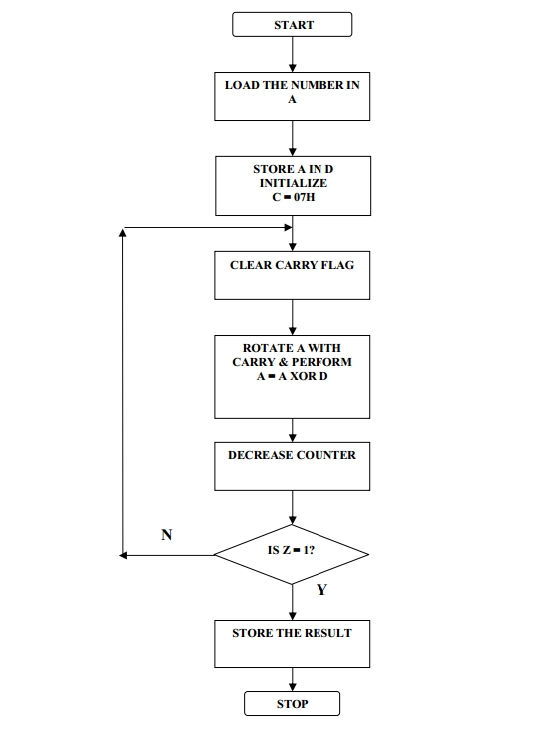 START
LOAD THE NUMBER IN
A
STORE A IN D
INITIALIZE
C = 07H
CLEAR CARRY FLAG
ROTATE A WITH
CARRY & PERFORM
A = A XOR D
DECREASE COUNTER
IS Z = 1?
N
Y
STORE THE RESULT
STOP